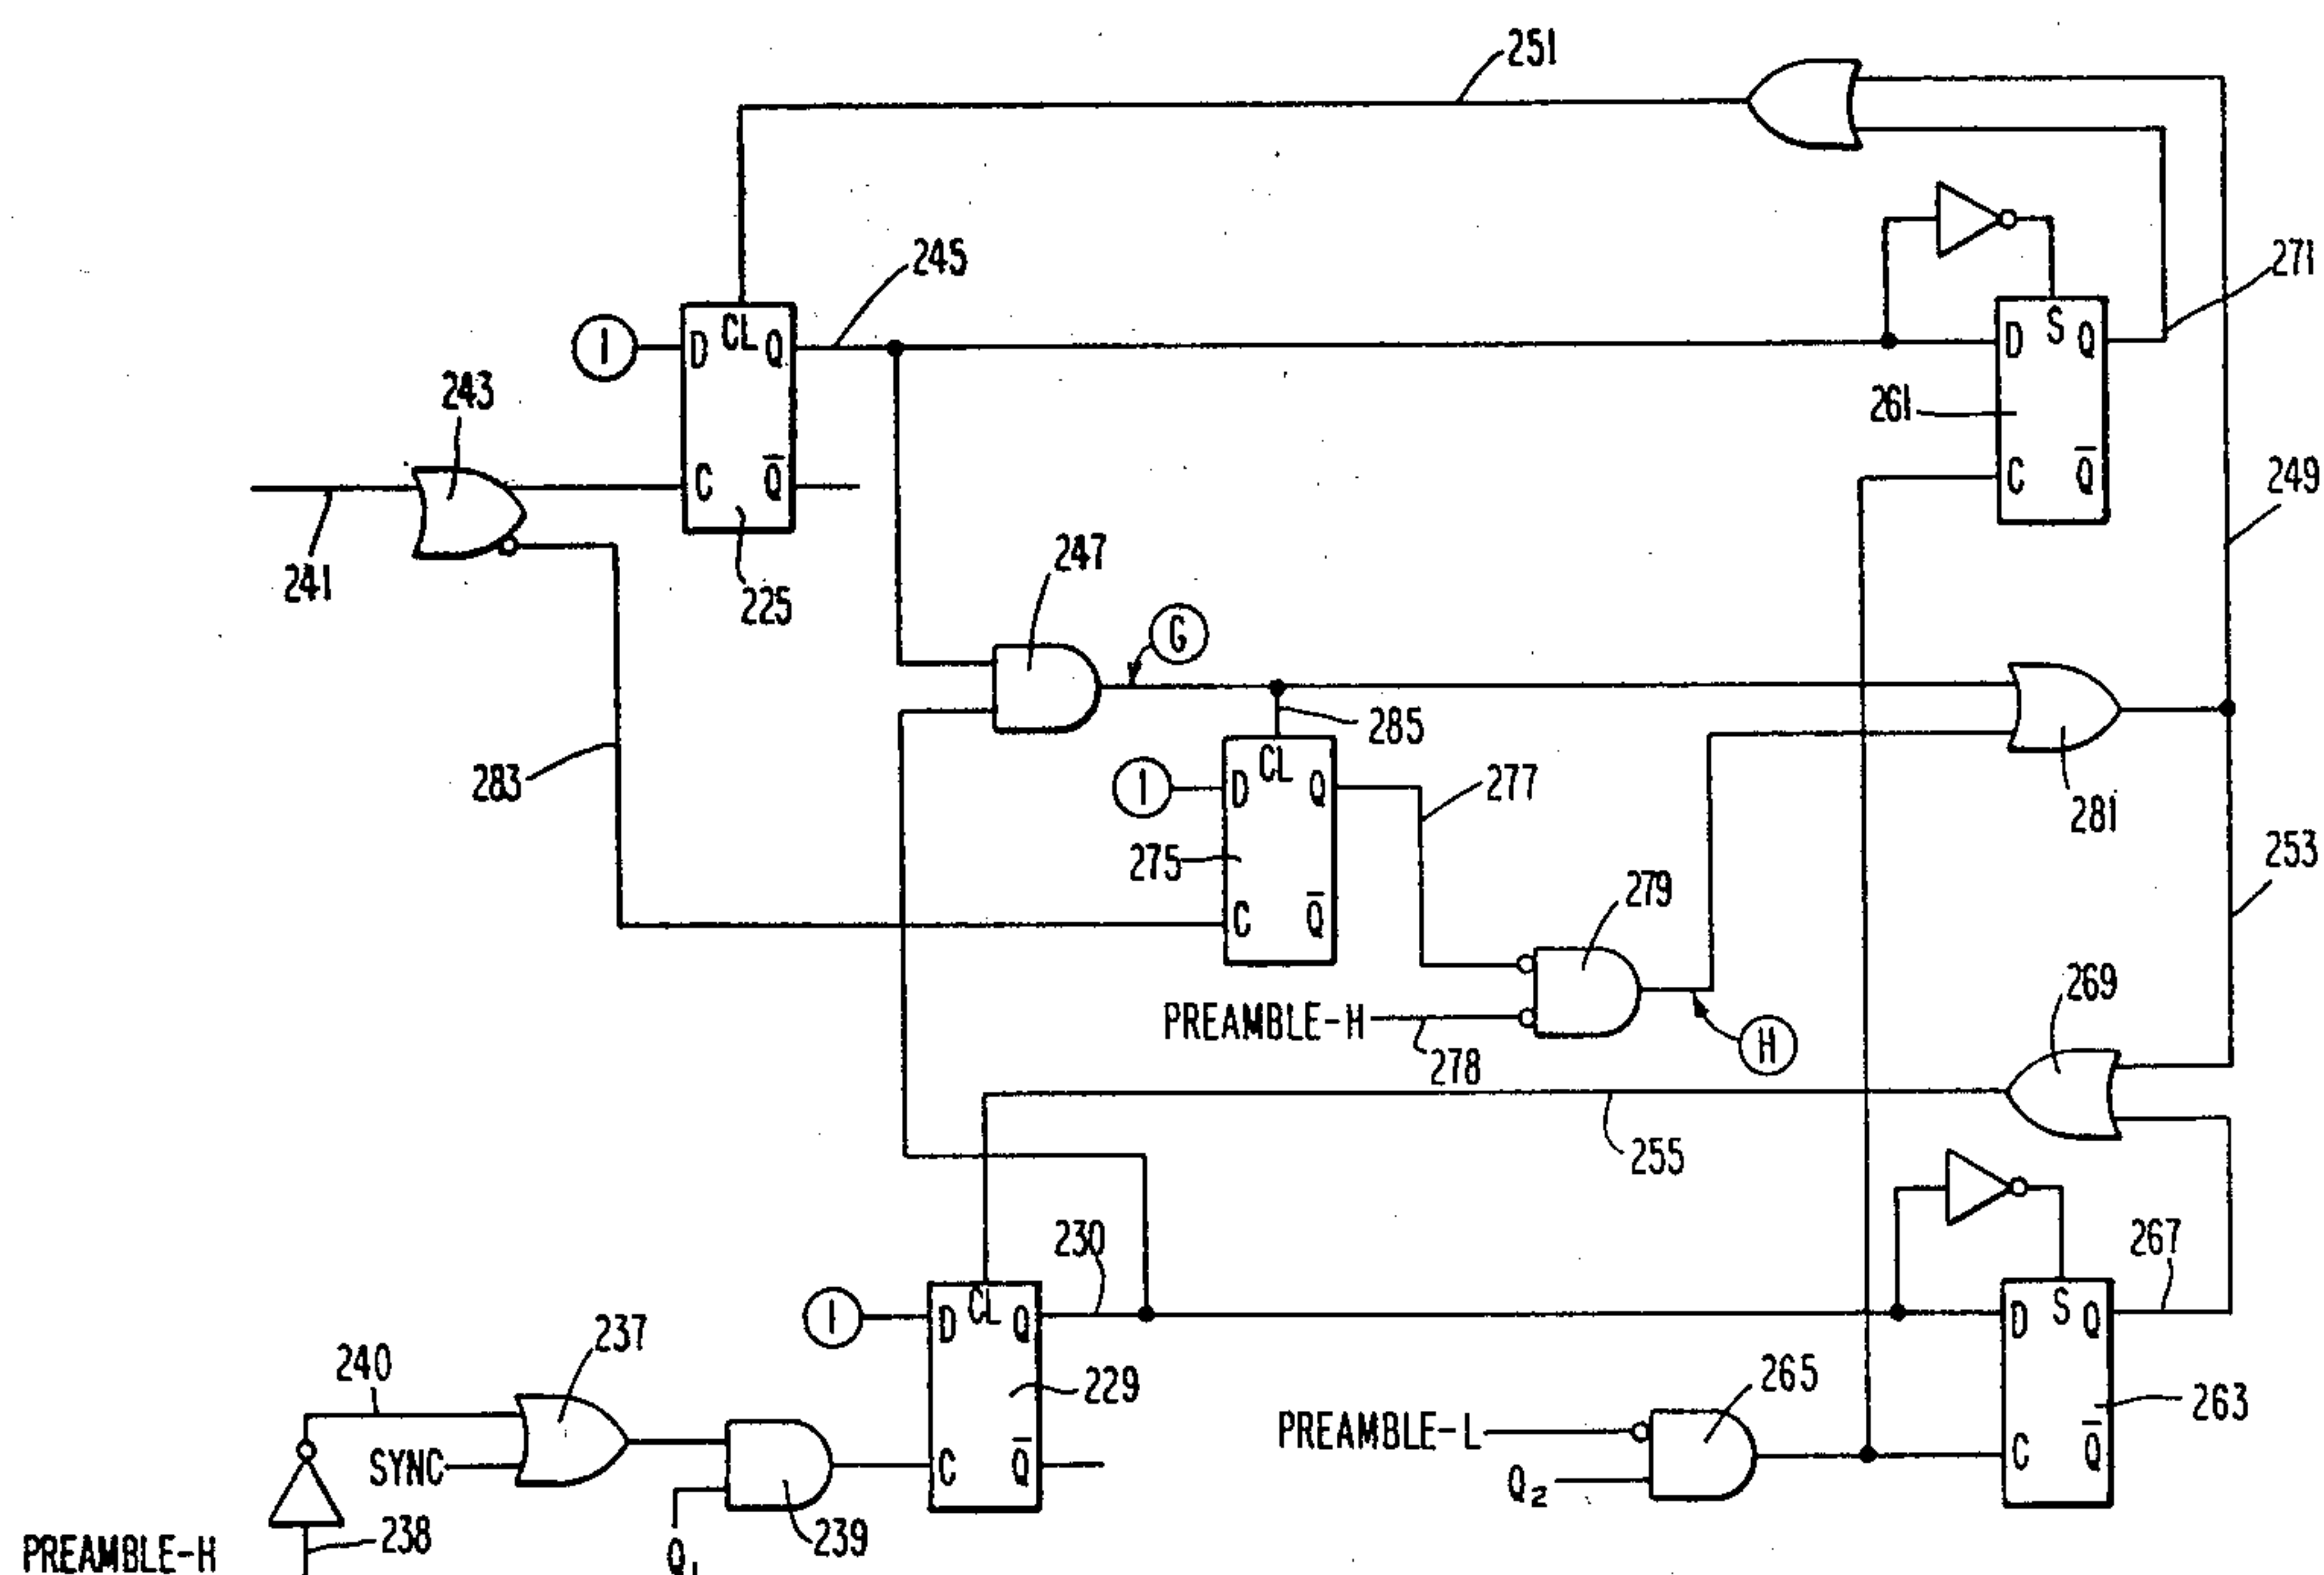 251
245
271
1
D CL Q
D S Q
243
261
C Q̅
C Q̅
249
241
225
247
G
285
283
1
D CL Q
277
281
275
253
C Q̅
279
269
PREAMBLE-H
278
H
255
230
267
1
D CL Q
D S Q
237
240
229
265
263
PREAMBLE-L
SYNC
C Q̅
C Q̅
Q2
238
239
PREAMBLE-H
Q1